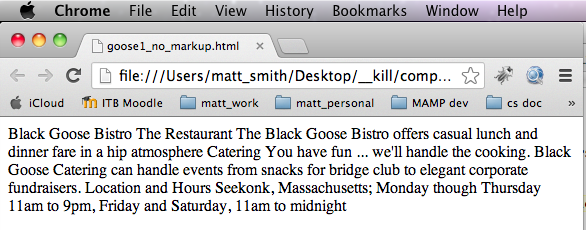 Chrome File Edit View History Bookmarks Window Help
goose1_no_markup.html
file:///Users/matt_smith/Desktop/__kill/comp...
iCloud ITB Moodle matt_work matt_personal MAMP dev cs doc »
Black Goose Bistro The Restaurant The Black Goose Bistro offers casual lunch and
dinner fare in a hip atmosphere Catering You have fun ... we'll handle the cooking. Black
Goose Catering can handle events from snacks for bridge club to elegant corporate
fundraisers. Location and Hours Seekonk, Massachusetts; Monday though Thursday
11am to 9pm, Friday and Saturday, 11am to midnight